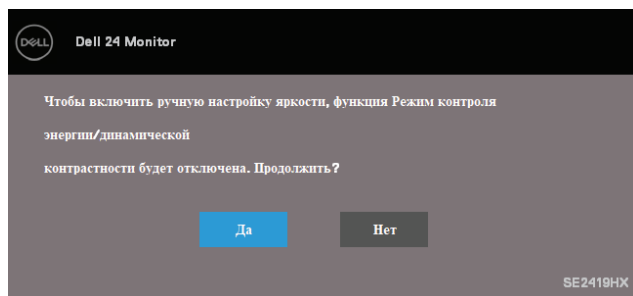 DELL
Dell 24 Monitor
Чтобы включить ручную настройку яркости, функция Режим контроля
энергии/динамической
контрастности будет отключена. Продолжить?
Да
Нет
SE2419HX